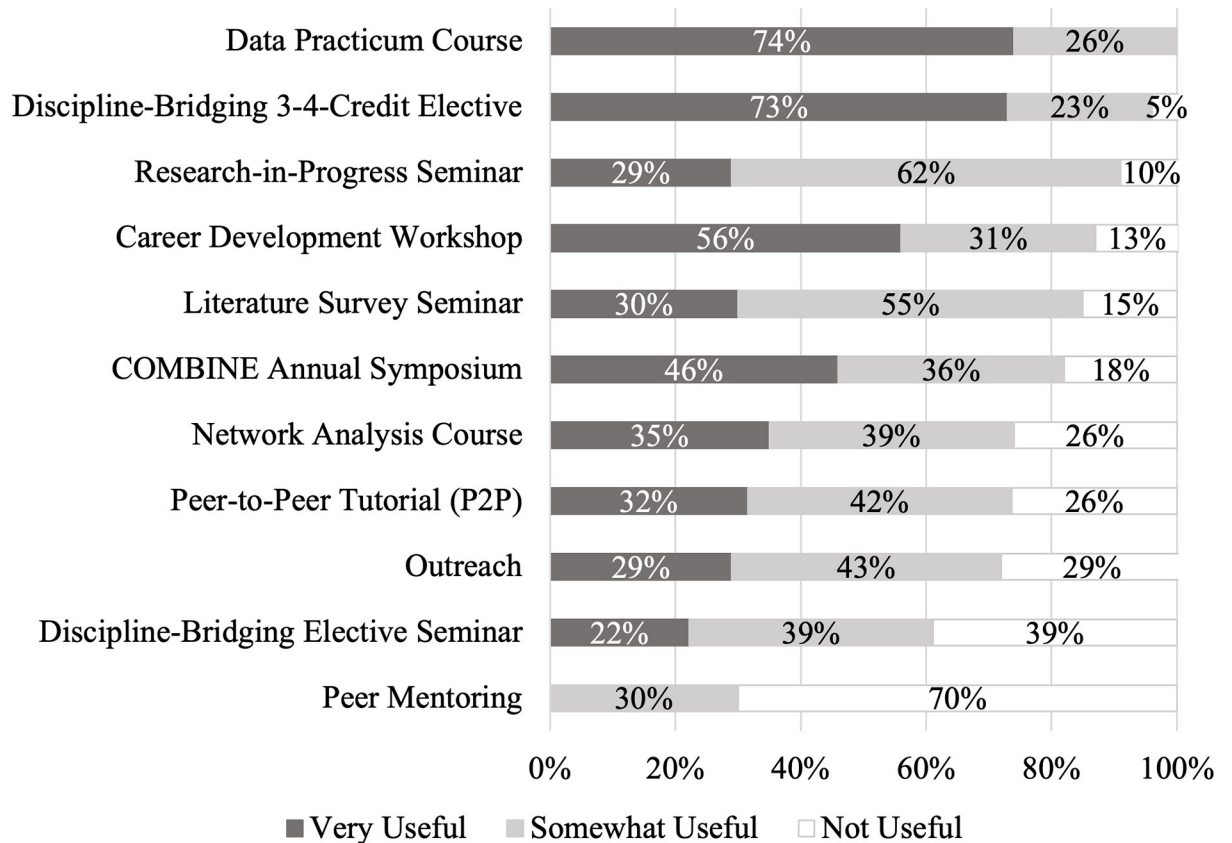 Data Practicum Course 74% 26%
Discipline-Bridging 3-4-Credit Elective 73% 23% 5%
Research-in-Progress Seminar 29% 62% 10%
Career Development Workshop 56% 31% 13%
Literature Survey Seminar 30% 55% 15%
COMBINE Annual Symposium 46% 36% 18%
Network Analysis Course 35% 39% 26%
Peer-to-Peer Tutorial (P2P) 32% 42% 26%
Outreach 29% 43% 29%
Discipline-Bridging Elective Seminar 22% 39% 39%
Peer Mentoring 30% 70%
0% 20% 40% 60% 80% 100%
Very Useful Somewhat Useful Not Useful